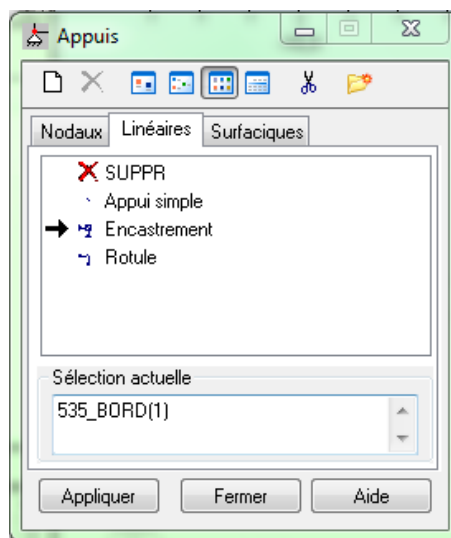 Appuis
Nodaux Linéaires Surfaciques
SUPPR
Appui simple
Encastrement
Rotule
Sélection actuelle
535_BORD(1)
Appliquer Fermer Aide